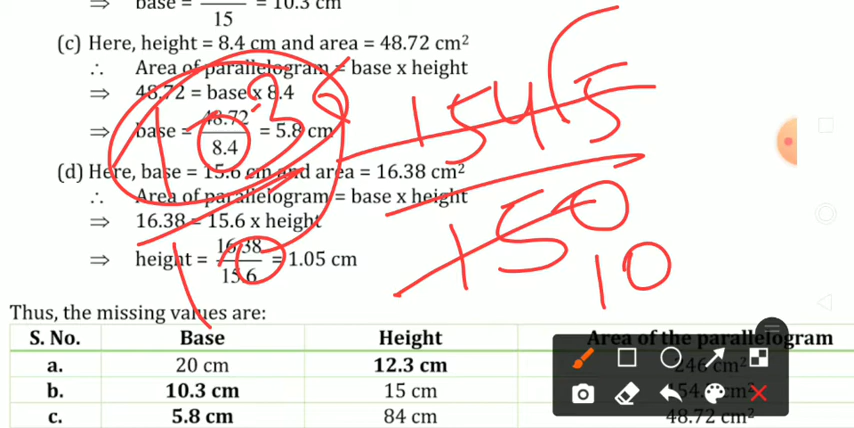 ⇒ base = 15 = 10.3 cm
(c) Here, height = 8.4 cm and area = 48.72 cm²
∴ Area of parallelogram = base x height
⇒ 48.72 = base x 8.4
⇒ base = 48.72 / 8.4 = 5.8 cm
(d) Here, base = 15.6 cm and area = 16.38 cm²
∴ Area of parallelogram = base x height
⇒ 16.38 = 15.6 x height
⇒ height = 16.38 / 15.6 = 1.05 cm
1545
150
10
103
10
Thus, the missing values are:
S. No. Base Height Area of the parallelogram
a. 20 cm 12.3 cm 246 cm²
b. 10.3 cm 15 cm 154.5 cm²
c. 5.8 cm 84 cm 48.72 cm²